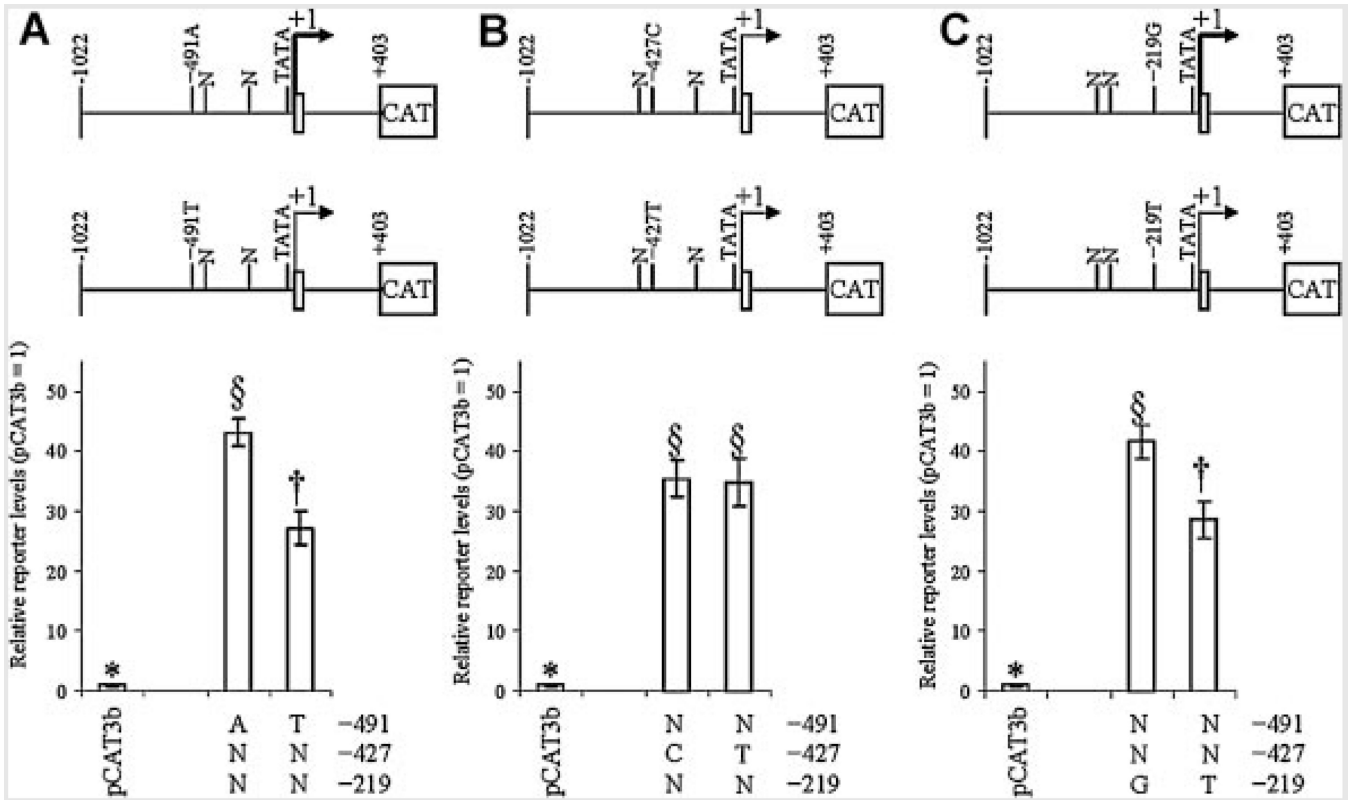 A
-1022
−491A
N
N
TATA
+1
+403
CAT
B
-1022
N
−427C
N
TATA
+1
+403
CAT
C
-1022
N
N
−219G
TATA
+1
+403
CAT
-1022
−491T
N
N
TATA
+1
+403
CAT
-1022
N
−427T
N
TATA
+1
+403
CAT
-1022
N
N
−219T
TATA
+1
+403
CAT
Relative reporter levels (pCAT3b = 1)
50
40
30
20
10
0
*
§
†
pCAT3b
A T −491
N N −427
N N −219
Relative reporter levels (pCAT3b = 1)
50
40
30
20
10
0
*
§
§
pCAT3b
N N −491
C T −427
N N −219
Relative reporter levels (pCAT3b = 1)
50
40
30
20
10
0
*
§
†
pCAT3b
N N −491
N N −427
G T −219